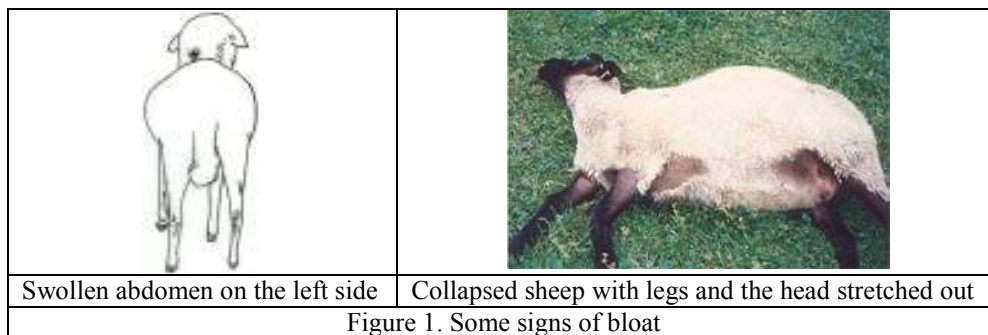 Swollen abdomen on the left side
Collapsed sheep with legs and the head stretched out
Figure 1. Some signs of bloat